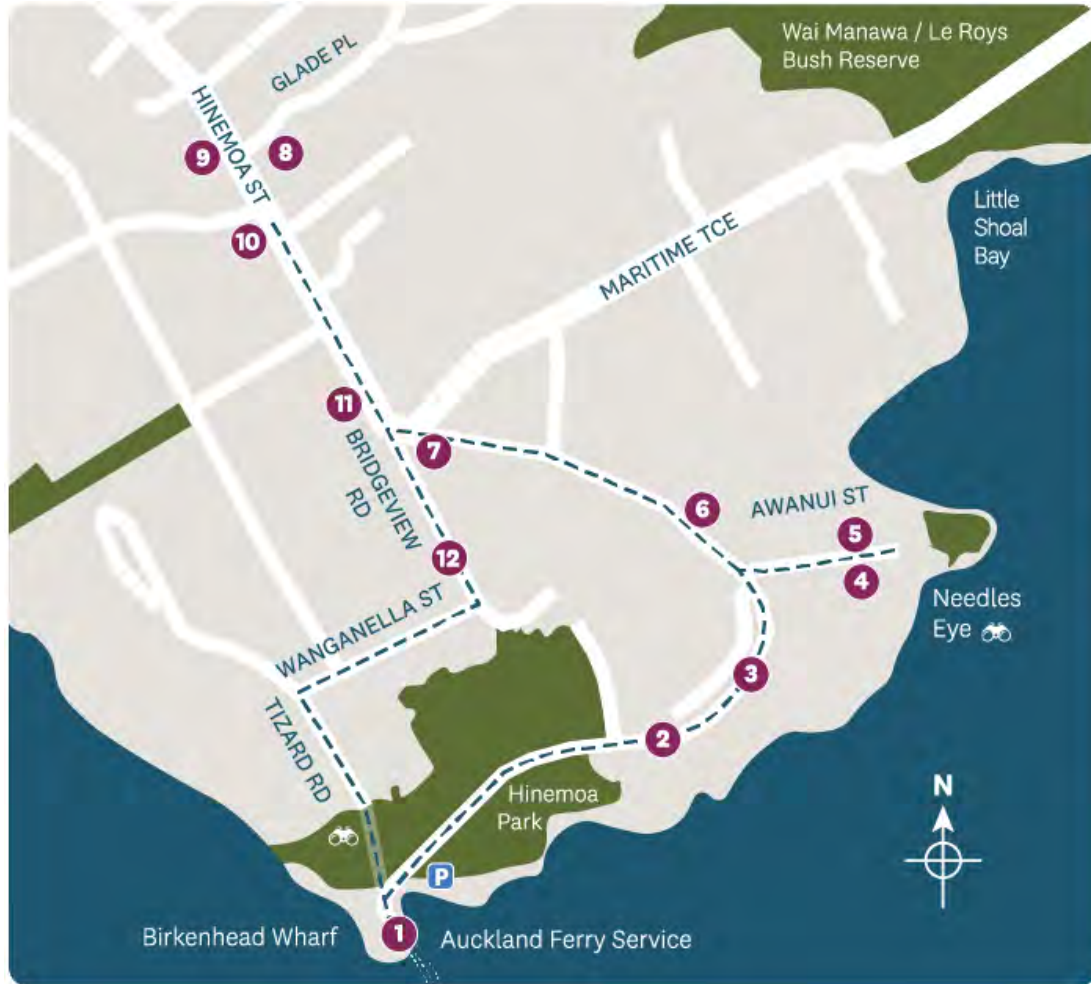 Wai Manawa / Le Roys
Bush Reserve
GLADE PL
HINEMOA ST
9
8
10
Little
Shoal
Bay
MARITIME TCE
11
7
BRIDGEVIEW
RD
6
AWANUI ST
5
4
12
Needles
Eye
WANGANELLA ST
3
TIZARD RD
2
N
Hinemoa
Park
P
1
Birkenhead Wharf
Auckland Ferry Service